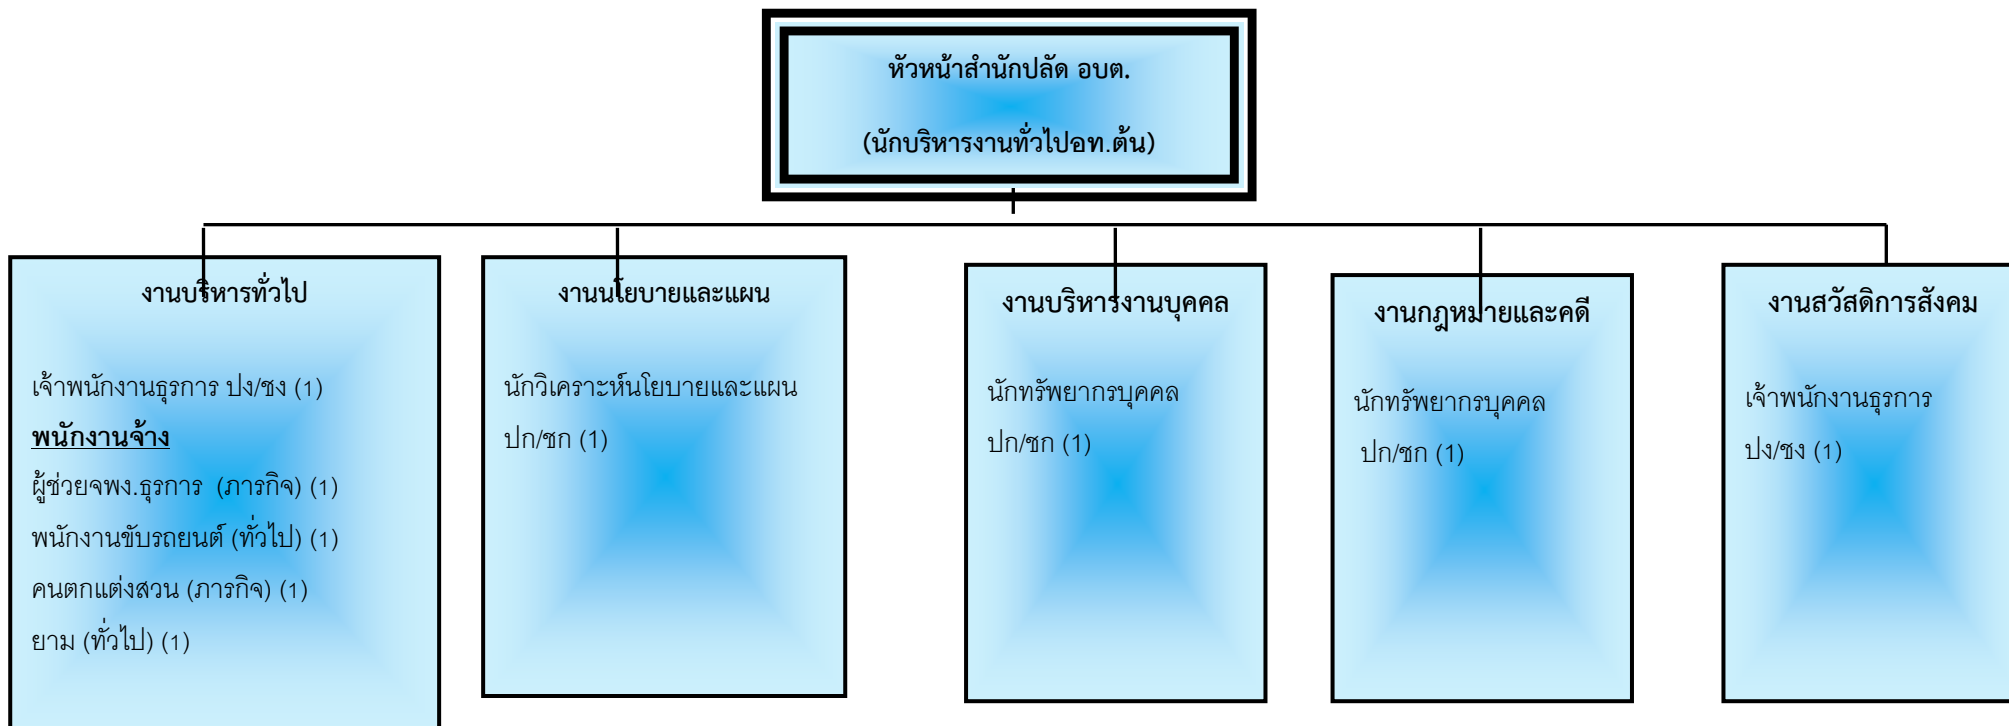 หัวหน้าสำนักปลัด อบต.
(นักบริหารงานทั่วไปอท.ต้น)
งานบริหารทั่วไป
เจ้าพนักงานธุรการ ปง/ชง (1)
พนักงานจ้าง
ผู้ช่วยจพง.ธุรการ (ภารกิจ) (1)
พนักงานขับรถยนต์ (ทั่วไป) (1)
คนตกแต่งสวน (ภารกิจ) (1)
ยาม (ทั่วไป) (1)
งานนโยบายและแผน
นักวิเคราะห์นโยบายและแผน
ปก/ชก (1)
งานบริหารงานบุคคล
นักทรัพยากรบุคคล
ปก/ชก (1)
งานกฎหมายและคดี
นักทรัพยากรบุคคล
ปก/ชก (1)
งานสวัสดิการสังคม
เจ้าพนักงานธุรการ
ปง/ชง (1)